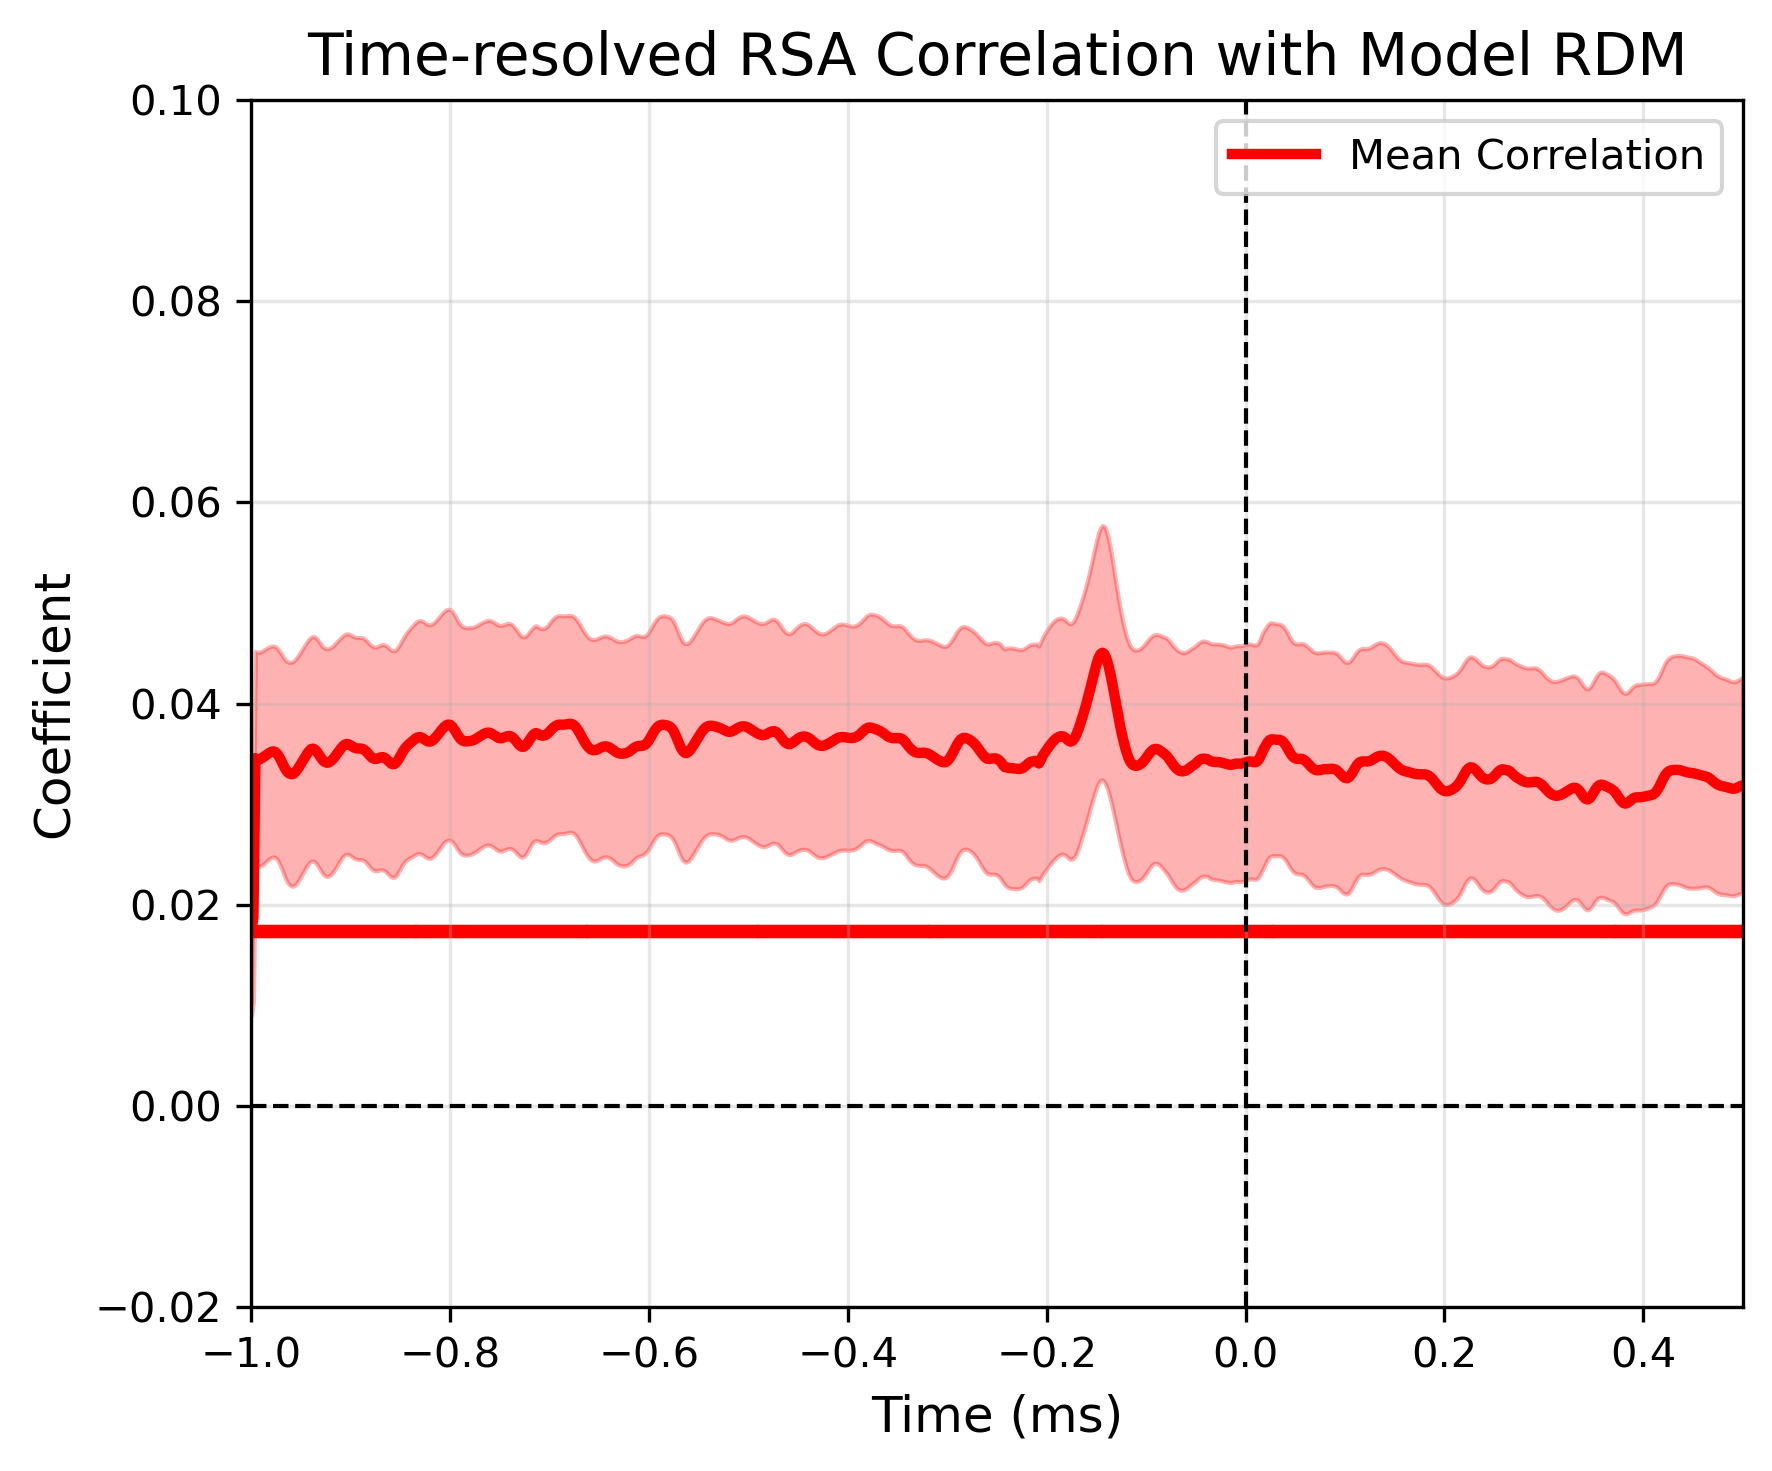 Time-resolved RSA Correlation with Model RDM
Mean Correlation
Coefficient
0.10
0.08
0.06
0.04
0.02
0.00
−0.02
−1.0 −0.8 −0.6 −0.4 −0.2 0.0 0.2 0.4
Time (ms)